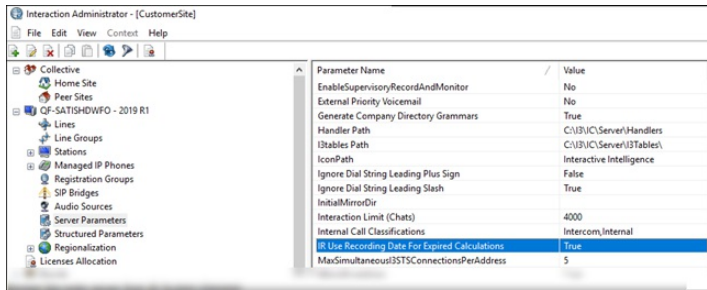 Interaction Administrator - [CustomerSite]
File Edit View Context Help
Collective
Home Site
Peer Sites
QF-SATISHDWFO - 2019 R1
Lines
Line Groups
Stations
Managed IP Phones
Registration Groups
SIP Bridges
Audio Sources
Server Parameters
Structured Parameters
Regionalization
Licenses Allocation
Parameter Name Value
EnableSupervisoryRecordAndMonitor No
External Priority Voicemail No
Generate Company Directory Grammars True
Handler Path C:\I3\IC\Server\Handlers
I3tables Path C:\I3\IC\Server\I3Tables\
IconPath Interactive Intelligence
Ignore Dial String Leading Plus Sign False
Ignore Dial String Leading Slash True
InitialMirrorDir
Interaction Limit (Chats) 4000
Internal Call Classifications Intercom,Internal
IR Use Recording Date For Expired Calculations True
MaxSimultaneousI3STSConnectionsPerAddress 5